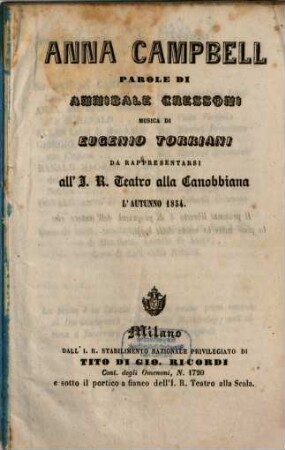 ANNA CAMPBELL
PAROLE DI
ANNIBALE CRESSONI
MUSICA DI
EUGENIO TORRIANI
DA RAPPRESENTARSI
all'I. R. Teatro alla Canobbiana
L'AUTUNNO 1854.
Milano
DALL'I. R. STABILIMENTO NAZIONALE PRIVILEGIATO DI
TITO DI GIO. RICORDI
Cont. degli Omenoni, N. 1720
e sotto il portico a fianco dell'I. R. Teatro alla Scala.